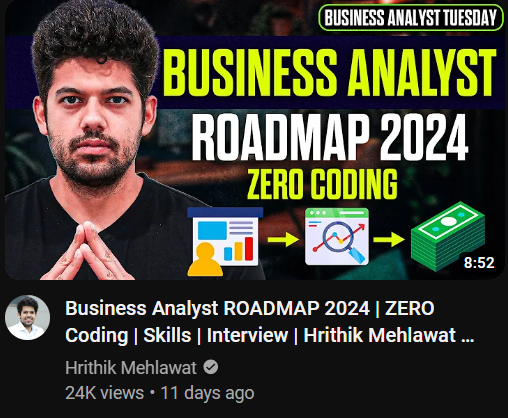 BUSINESS ANALYST TUESDAY
BUSINESS ANALYST
ROADMAP 2024
ZERO CODING
8:52
Business Analyst ROADMAP 2024 | ZERO
Coding | Skills | Interview | Hrithik Mehlawat ...
Hrithik Mehlawat
24K views • 11 days ago